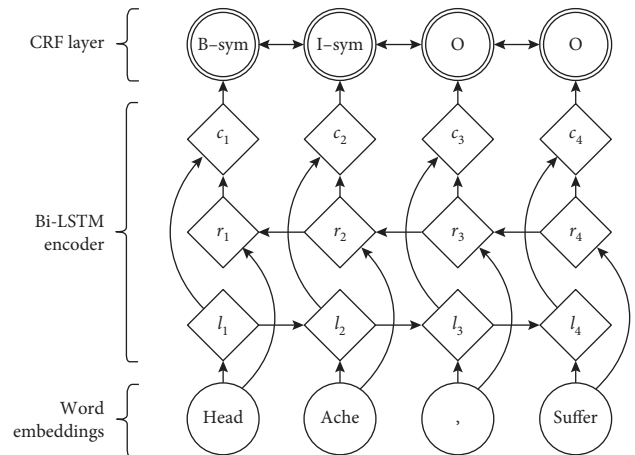 CRF layer
B–sym I–sym O O
Bi-LSTM
encoder
c1 c2 c3 c4
r1 r2 r3 r4
l1 l2 l3 l4
Word
embeddings
Head Ache , Suffer